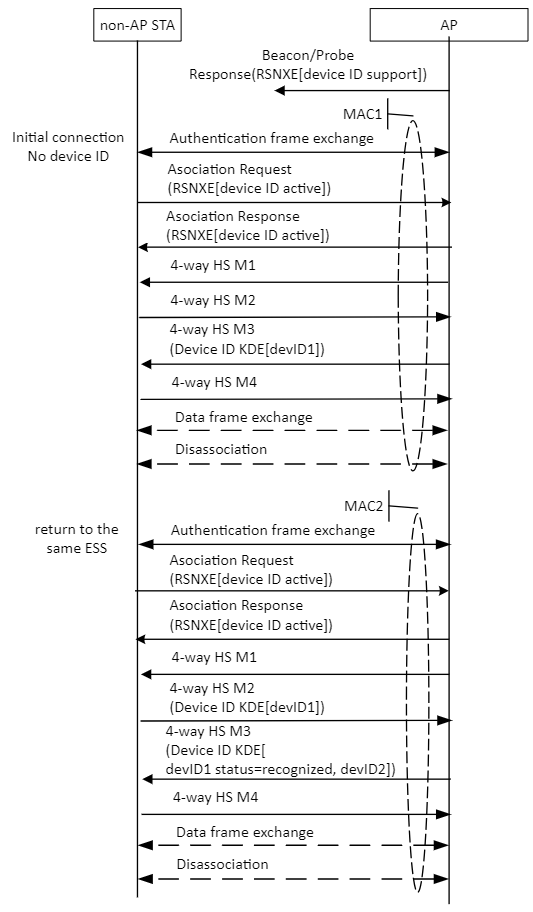 non-AP STA
AP
Beacon/Probe
Response(RSNXE[device ID support])
MAC1
Initial connection
No device ID
Authentication frame exchange
Asociation Request
(RSNXE[device ID active])
Asociation Response
(RSNXE[device ID active])
4-way HS M1
4-way HS M2
4-way HS M3
(Device ID KDE[devID1])
4-way HS M4
Data frame exchange
Disassociation
MAC2
return to the
same ESS
Authentication frame exchange
Asociation Request
(RSNXE[device ID active])
Asociation Response
(RSNXE[device ID active])
4-way HS M1
4-way HS M2
(Device ID KDE[devID1])
4-way HS M3
(Device ID KDE[
devID1 status=recognized, devID2])
4-way HS M4
Data frame exchange
Disassociation